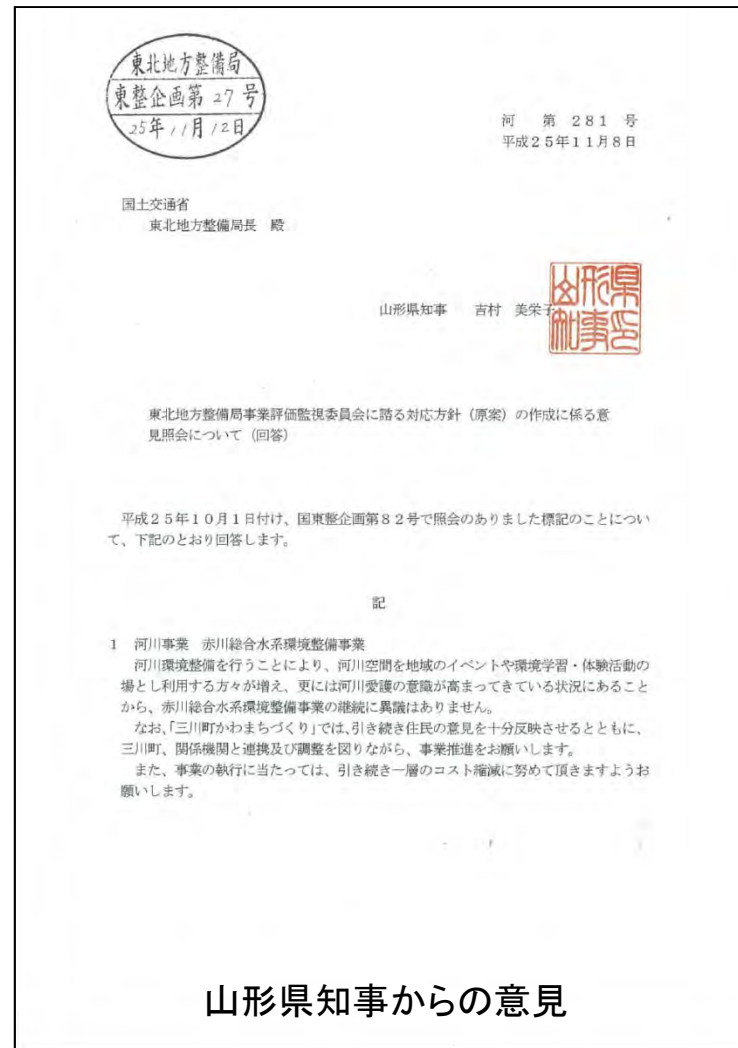 東北地方整備局
東整企画第27号
25年11月12日
河 第 281 号
平成25年11月8日
国土交通省
東北地方整備局長 殿
山形県知事 吉村 美栄子
山形県知事印
東北地方整備局事業評価監視委員会に諮る対応方針(原案)の作成に係る意
見照会について(回答)
平成25年10月1日付け、国東整企画第82号で照会のありました標記のことについ
て、下記のとおり回答します。
記
1 河川事業 赤川総合水系環境整備事業
河川環境整備を行うことにより、河川空間を地域のイベントや環境学習・体験活動の
場とし利用する方々が増え、更には河川愛護の意識が高まってきている状況にあること
から、赤川総合水系環境整備事業の継続に異議はありません。
なお、「三川町かわまちづくり」では、引き続き住民の意見を十分反映させるとともに、
三川町、関係機関と連携及び調整を図りながら、事業推進をお願いします。
また、事業の執行に当たっては、引き続き一層のコスト縮減に努めて頂きますようお
願いします。
山形県知事からの意見